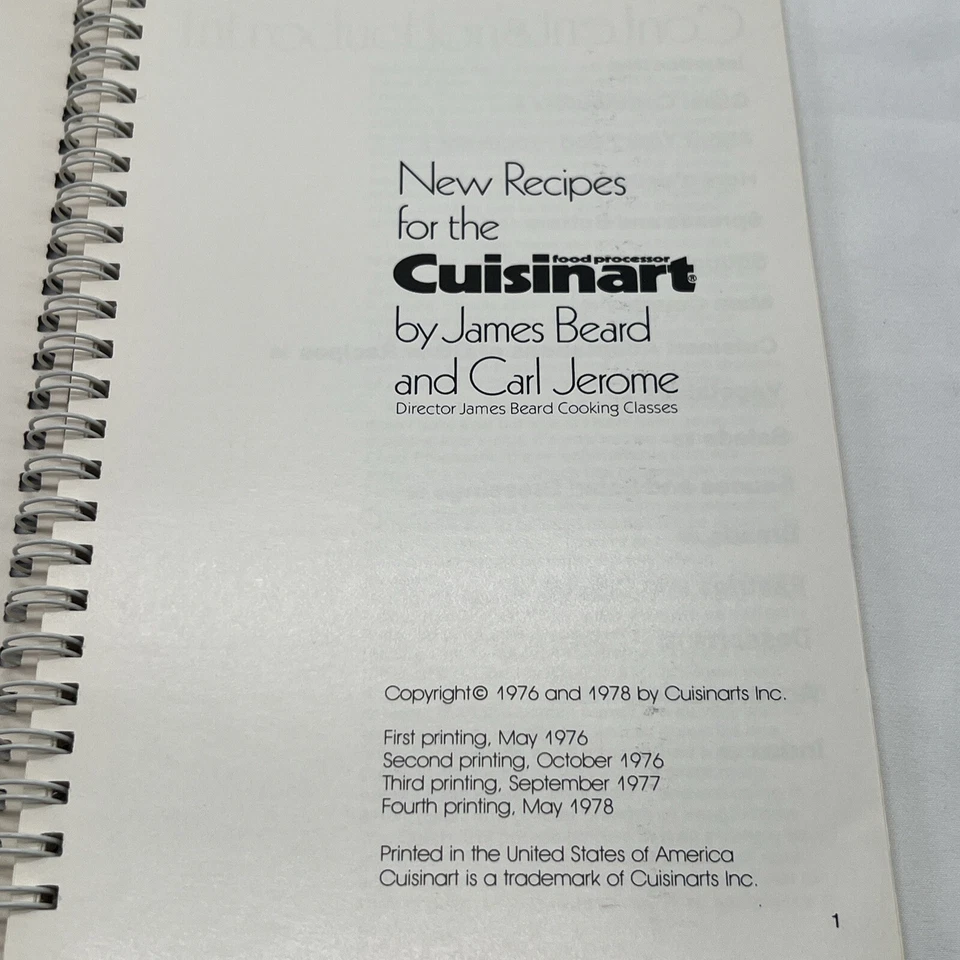 New Recipes
for the
food processor
Cuisinart®
by James Beard
and Carl Jerome
Director James Beard Cooking Classes
Copyright© 1976 and 1978 by Cuisinarts Inc.
First printing, May 1976
Second printing, October 1976
Third printing, September 1977
Fourth printing, May 1978
Printed in the United States of America
Cuisinart is a trademark of Cuisinarts Inc.
1